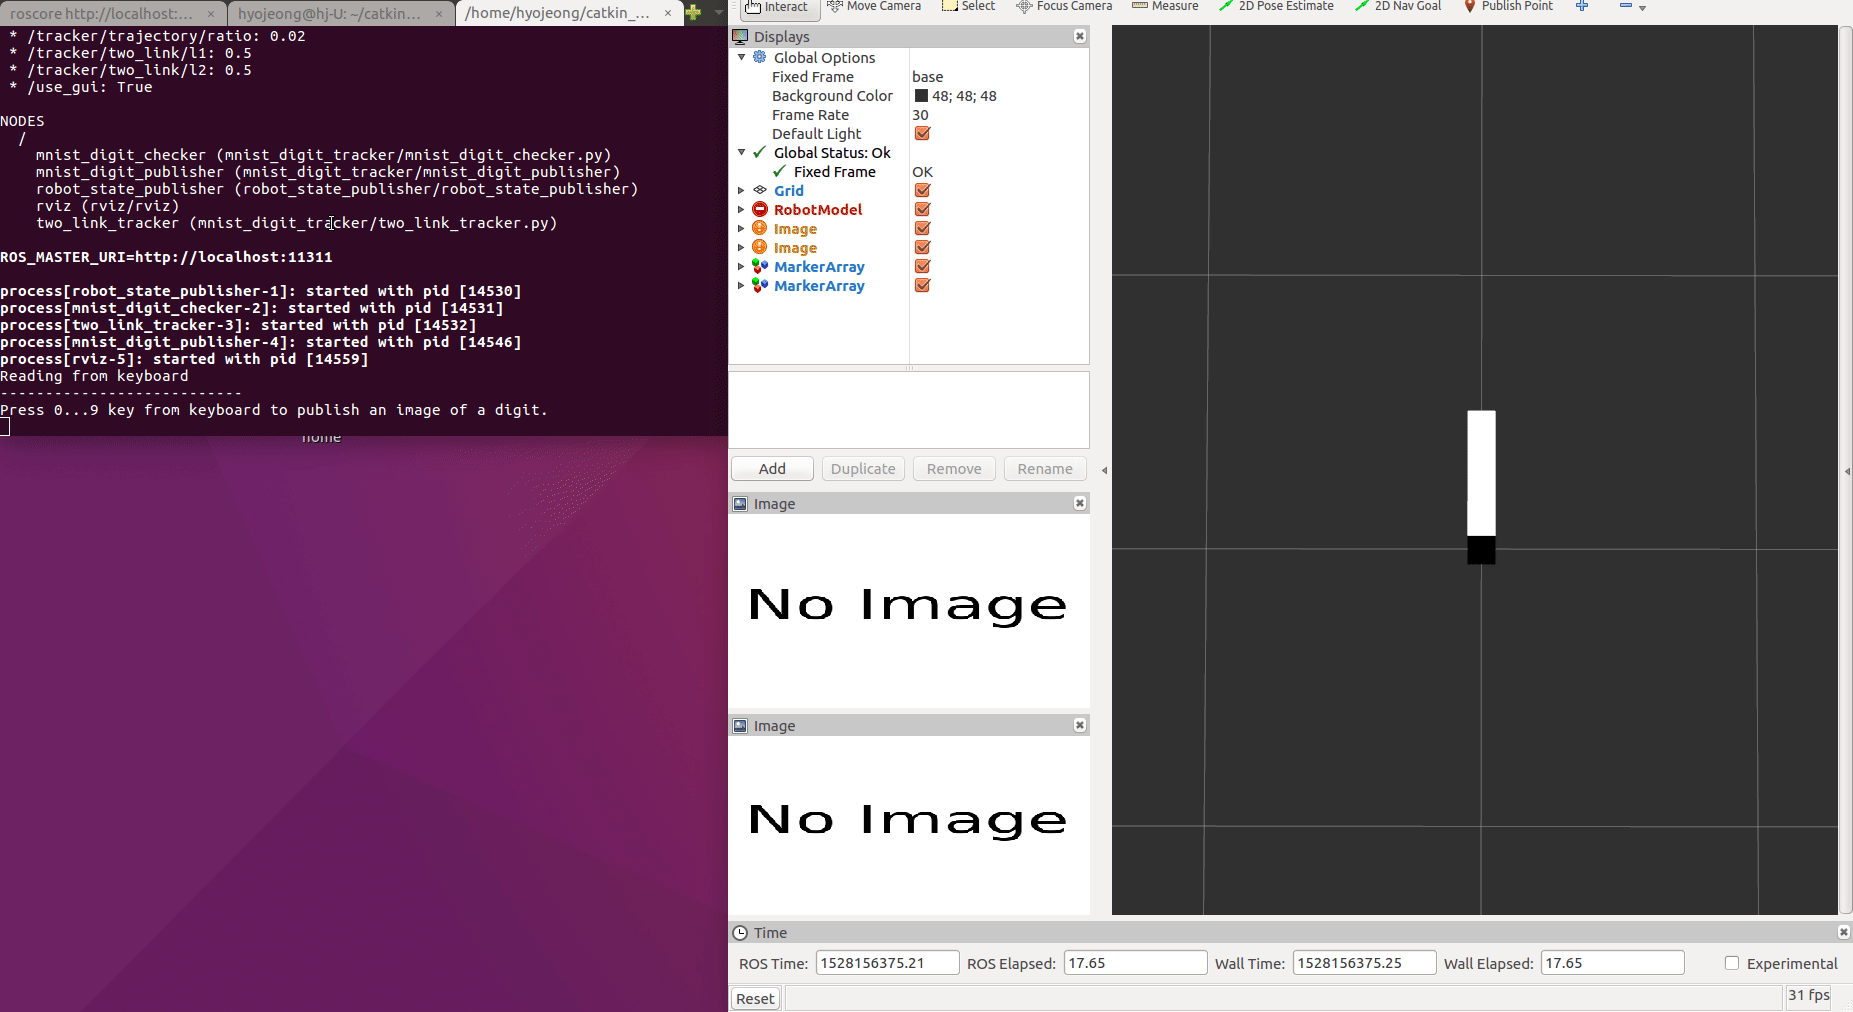 roscore http://localhost:... ×
hyojeong@hj-U: ~/catkin... ×
/home/hyojeong/catkin_... ×
* /tracker/trajectory/ratio: 0.02
* /tracker/two_link/l1: 0.5
* /tracker/two_link/l2: 0.5
* /use_gui: True
NODES
/
mnist_digit_checker (mnist_digit_tracker/mnist_digit_checker.py)
mnist_digit_publisher (mnist_digit_tracker/mnist_digit_publisher)
robot_state_publisher (robot_state_publisher/robot_state_publisher)
rviz (rviz/rviz)
two_link_tracker (mnist_digit_tracker/two_link_tracker.py)
ROS_MASTER_URI=http://localhost:11311
process[robot_state_publisher-1]: started with pid [14530]
process[mnist_digit_checker-2]: started with pid [14531]
process[two_link_tracker-3]: started with pid [14532]
process[mnist_digit_publisher-4]: started with pid [14546]
process[rviz-5]: started with pid [14559]
Reading from keyboard
---------------------------
Press 0...9 key from keyboard to publish an image of a digit.
home
Interact Move Camera Select Focus Camera Measure 2D Pose Estimate 2D Nav Goal Publish Point
Displays
Global Options
Fixed Frame base
Background Color 48; 48; 48
Frame Rate 30
Default Light
Global Status: Ok
Fixed Frame OK
Grid
RobotModel
Image
Image
MarkerArray
MarkerArray
Add Duplicate Remove Rename
Image
No Image
Image
No Image
Time
ROS Time: 1528156375.21 ROS Elapsed: 17.65 Wall Time: 1528156375.25 Wall Elapsed: 17.65 Experimental
Reset 31 fps